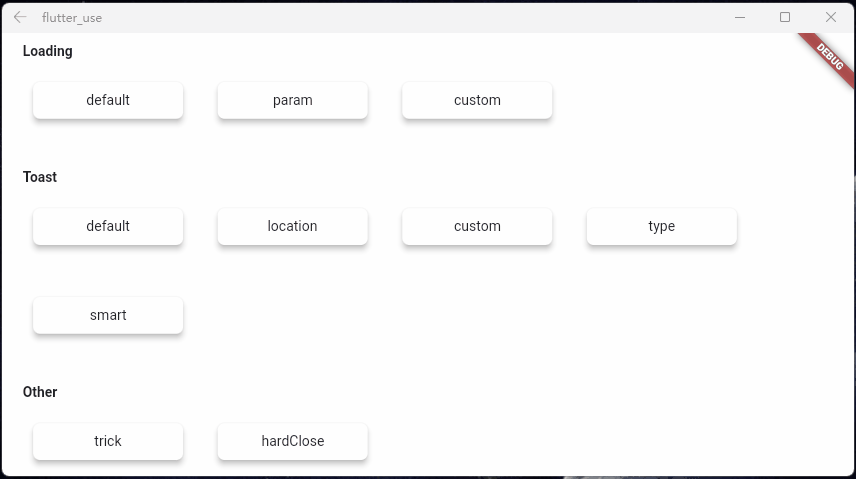 flutter_use
DEBUG
Loading
default param custom
Toast
default location custom type
smart
Other
trick hardClose